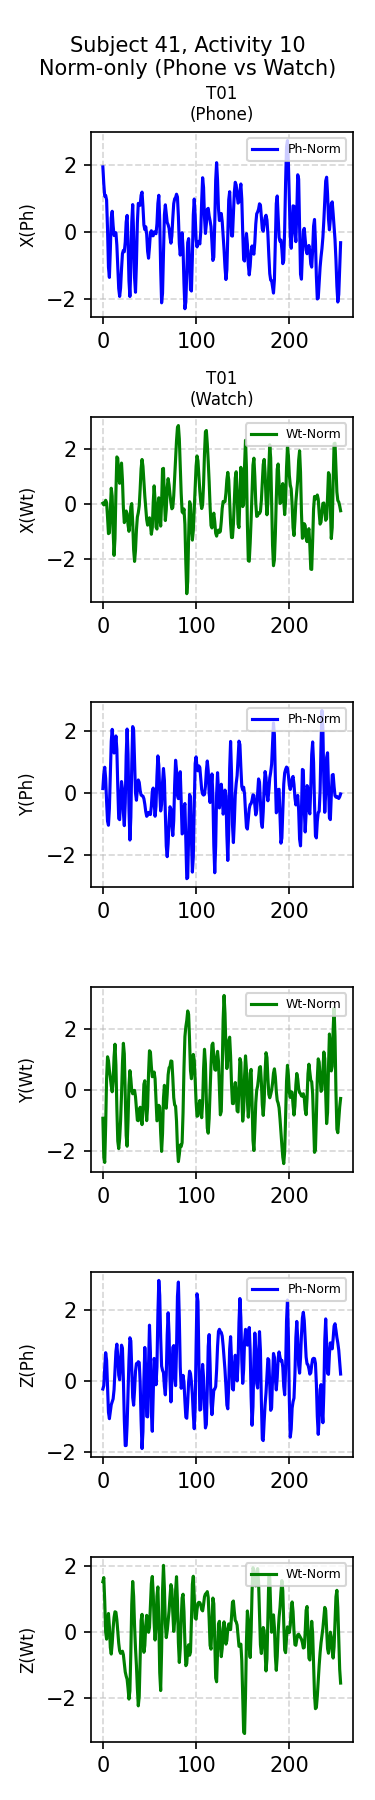 Subject 41, Activity 10
Norm-only (Phone vs Watch)
T01
(Phone)
Ph-Norm
X(Ph)
2
0
−2
0 100 200
T01
(Watch)
Wt-Norm
X(Wt)
2
0
−2
0 100 200
Ph-Norm
Y(Ph)
2
0
−2
0 100 200
Wt-Norm
Y(Wt)
2
0
−2
0 100 200
Ph-Norm
Z(Ph)
2
0
−2
0 100 200
Wt-Norm
Z(Wt)
2
0
−2
0 100 200